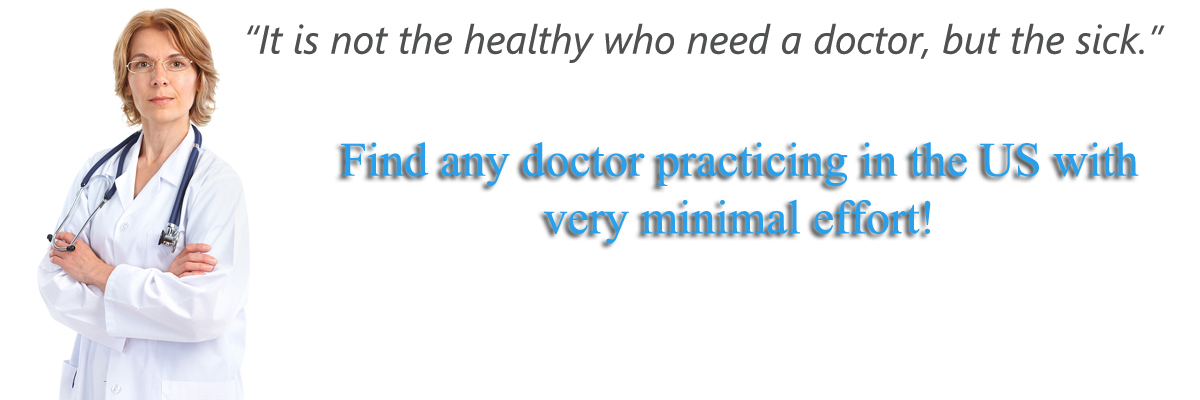 “It is not the healthy who need a doctor, but the sick.”
Find any doctor practicing in the US with
very minimal effort!